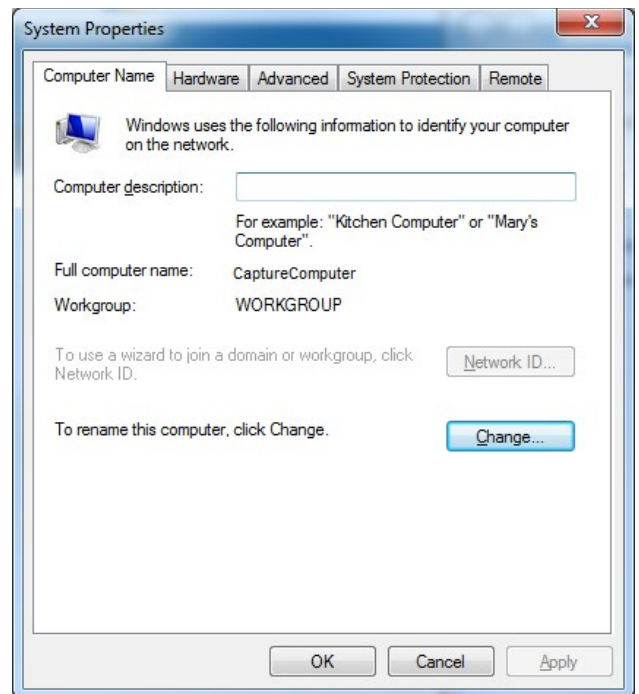 System Properties
Computer Name
Hardware
Advanced
System Protection
Remote
Windows uses the following information to identify your computer
on the network.
Computer description:
For example: "Kitchen Computer" or "Mary's
Computer".
Full computer name:
CaptureComputer
Workgroup:
WORKGROUP
To use a wizard to join a domain or workgroup, click
Network ID.
Network ID...
To rename this computer, click Change.
Change...
OK
Cancel
Apply